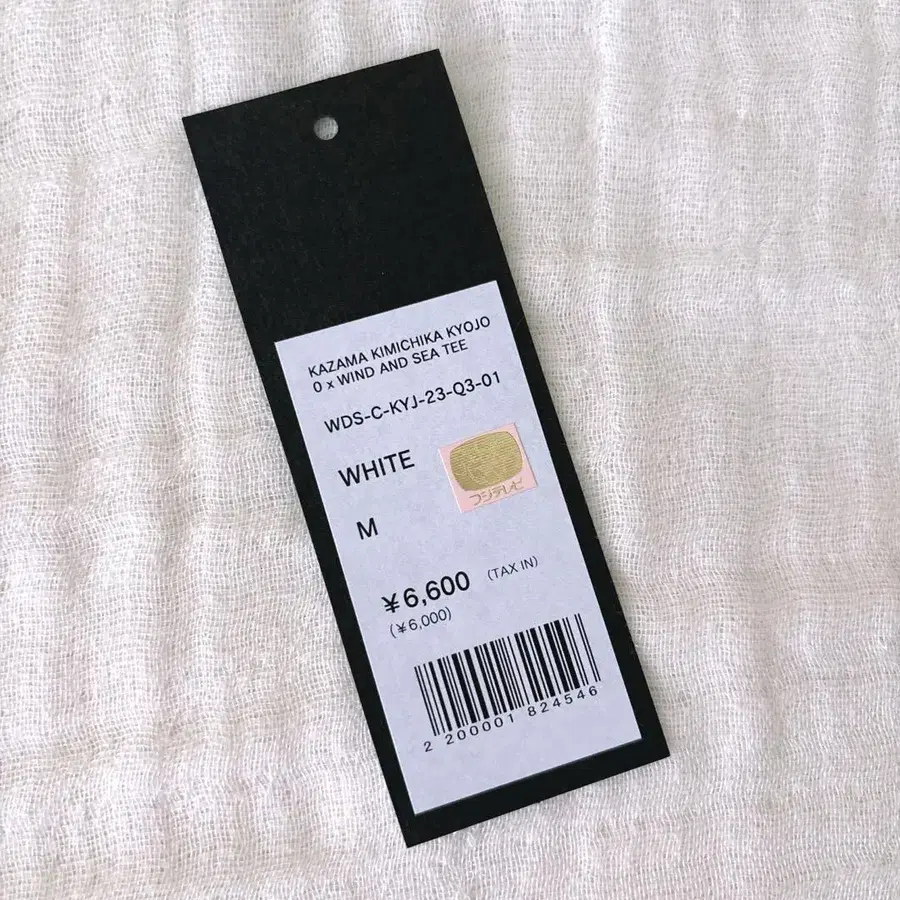 KAZAMA KIMICHIKA KYOJO
0 x WIND AND SEA TEE
WDS-C-KYJ-23-Q3-01
WHITE
フジテレビ
M
¥6,600 (TAX IN)
(¥6,000)
2 200001 824546